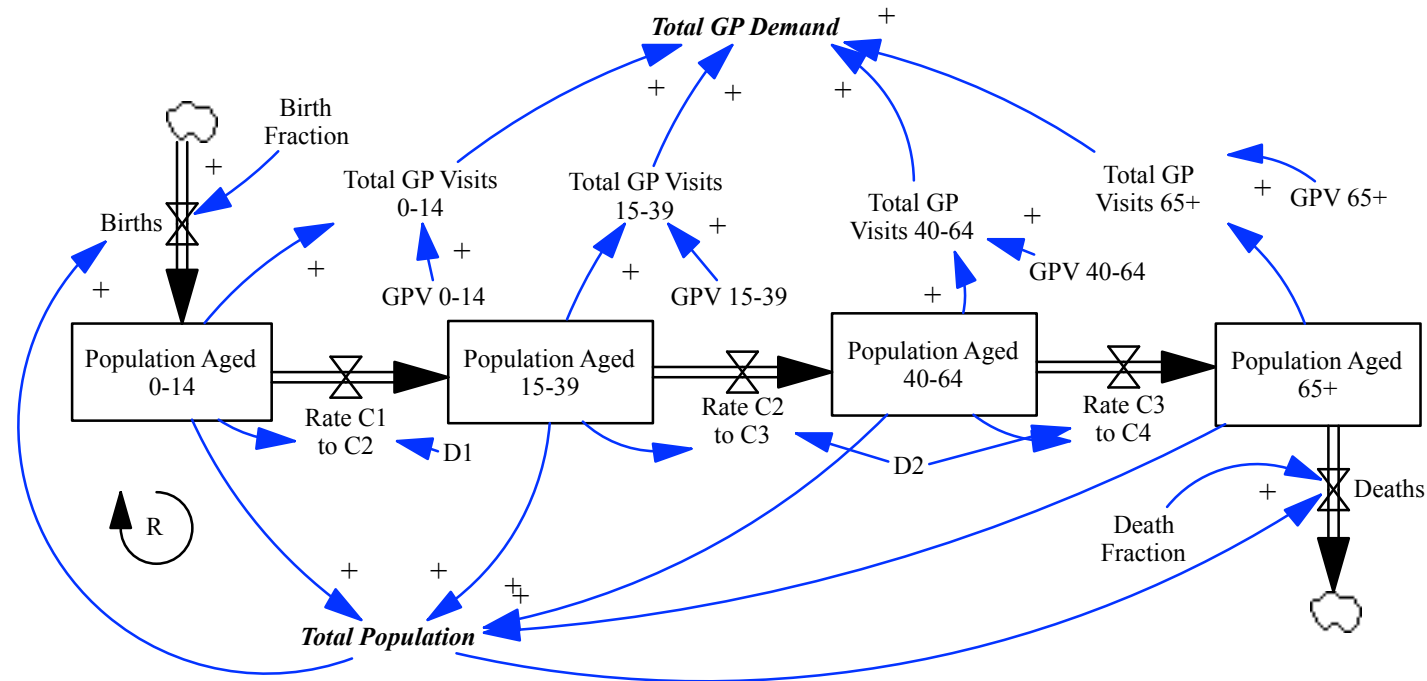 Total GP Demand
+
+
+
+
Birth
Fraction
+
Total GP Visits
0-14
Total GP Visits
15-39
Total GP
Visits 40-64
Total GP
Visits 65+
+
GPV 65+
Births
+
+
+
+
+
+
GPV 0-14
GPV 15-39
GPV 40-64
+
Population Aged
0-14
Population Aged
15-39
Population Aged
40-64
Population Aged
65+
Rate C1
to C2
Rate C2
to C3
Rate C3
to C4
D1
D2
R
+
Deaths
Death
Fraction
+
+
+
+
Total Population